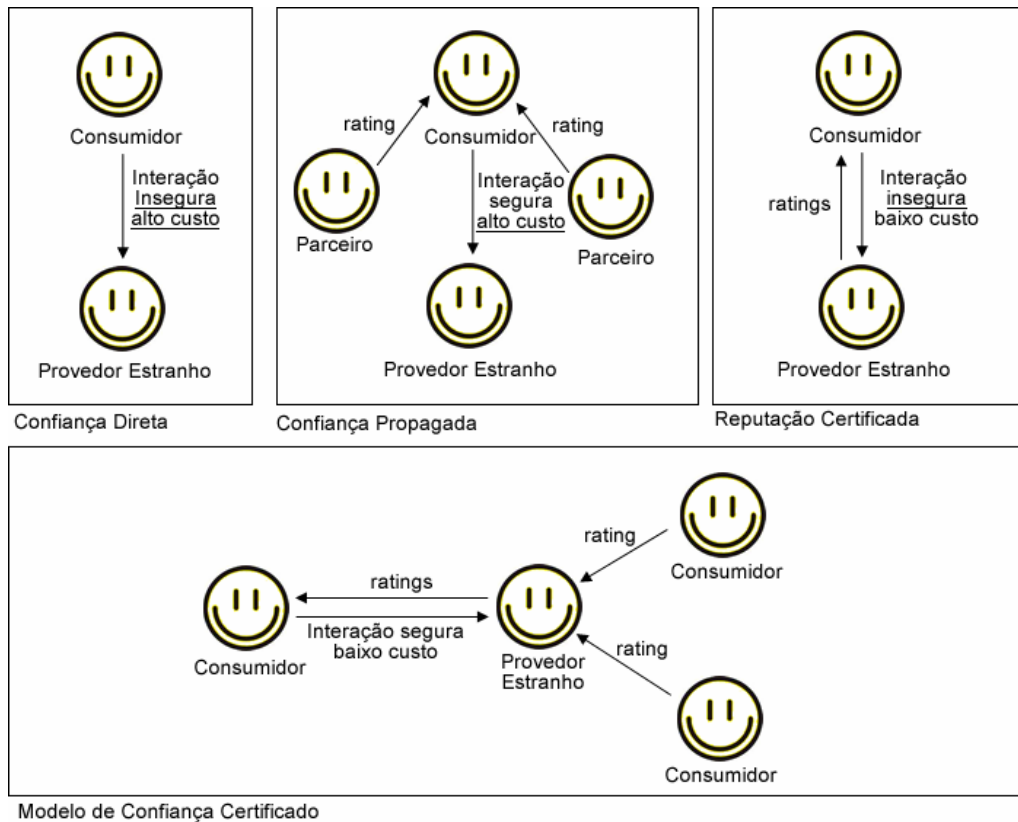 Consumidor
Interação
Insegura
alto custo
Provedor Estranho
Confiança Direta
rating
Consumidor
rating
Parceiro
Interação
segura
alto custo
Parceiro
Provedor Estranho
Confiança Propagada
Consumidor
ratings
Interação
insegura
baixo custo
Provedor Estranho
Reputação Certificada
rating
Consumidor
ratings
Interação segura
baixo custo
Consumidor
Provedor
Estranho
rating
Consumidor
Modelo de Confiança Certificado